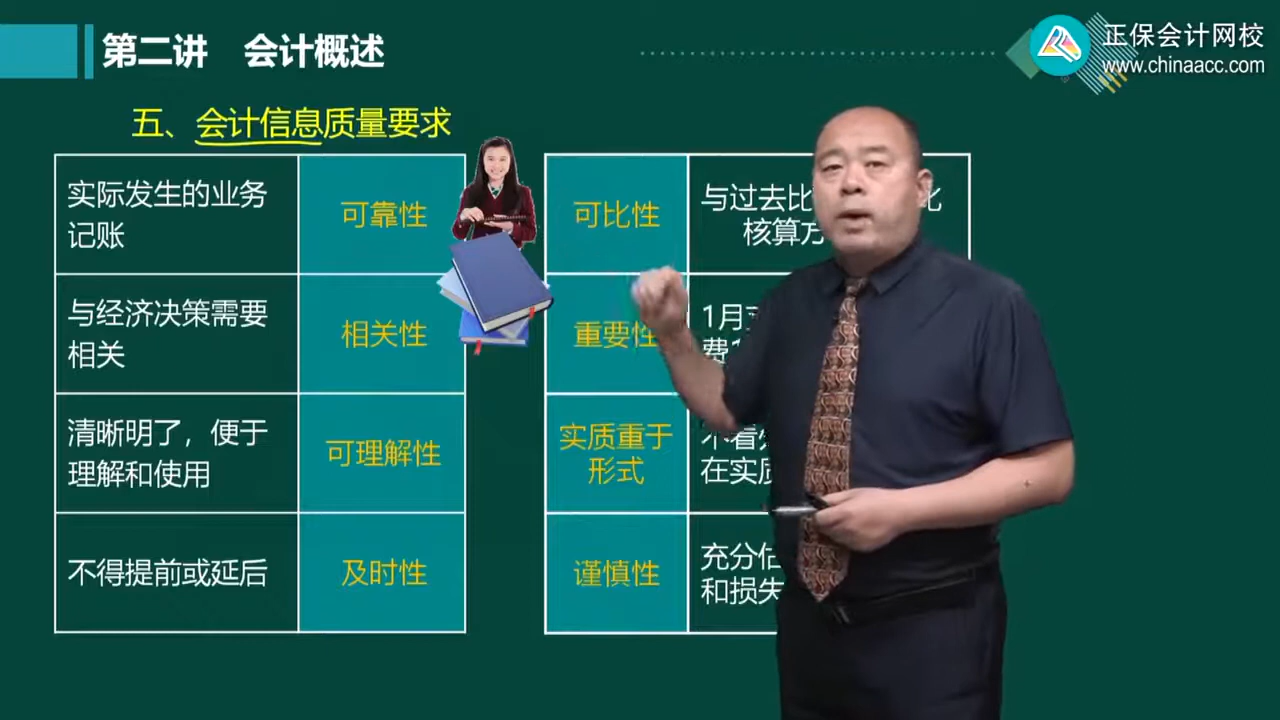 第二讲 会计概述
正保会计网校
www.chinaacc.com
五、会计信息质量要求
实际发生的业务
记账
可靠性
与经济决策需要
相关
相关性
清晰明了，便于
理解和使用
可理解性
不得提前或延后
及时性
可比性
与过去比
比
核算方
重要性
1月
费
实质重于
形式
不看
在实质
谨慎性
充分估
和损失